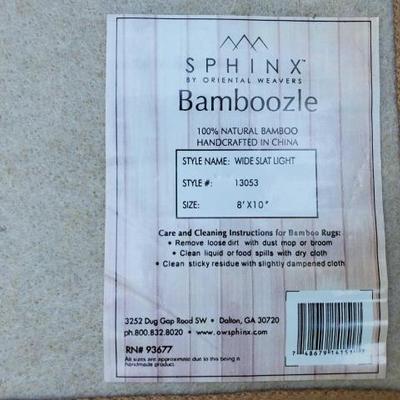 SPHINX™
BY ORIENTAL WEAVERS
Bamboozle
100% NATURAL BAMBOO
HANDCRAFTED IN CHINA
STYLE NAME: WIDE SLAT LIGHT
STYLE #: 13053
SIZE: 8'X10"
Care and Cleaning Instructions for Bamboo Rugs:
• Remove loose dirt with dust mop or broom
• Clean liquid or food spills with dry cloth
• Clean sticky residue with slightly dampened cloth
3252 Dug Gap Road SW • Dalton, GA 30720
ph.800.832.8020 • www.owsphinx.com
RN# 93677
All sizes are approximate due to this being a
handmade product.
7 48679